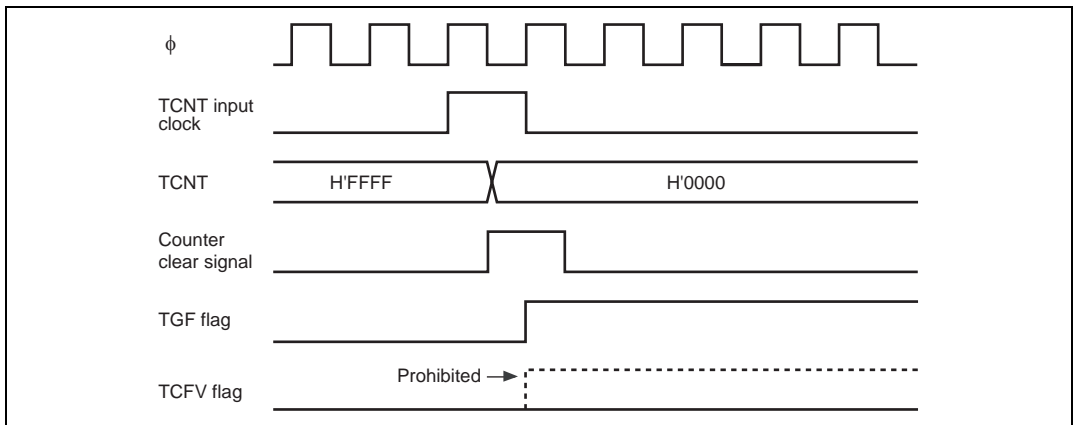 ϕ
TCNT input
clock
TCNT
H'FFFF
H'0000
Counter
clear signal
TGF flag
Prohibited
TCFV flag